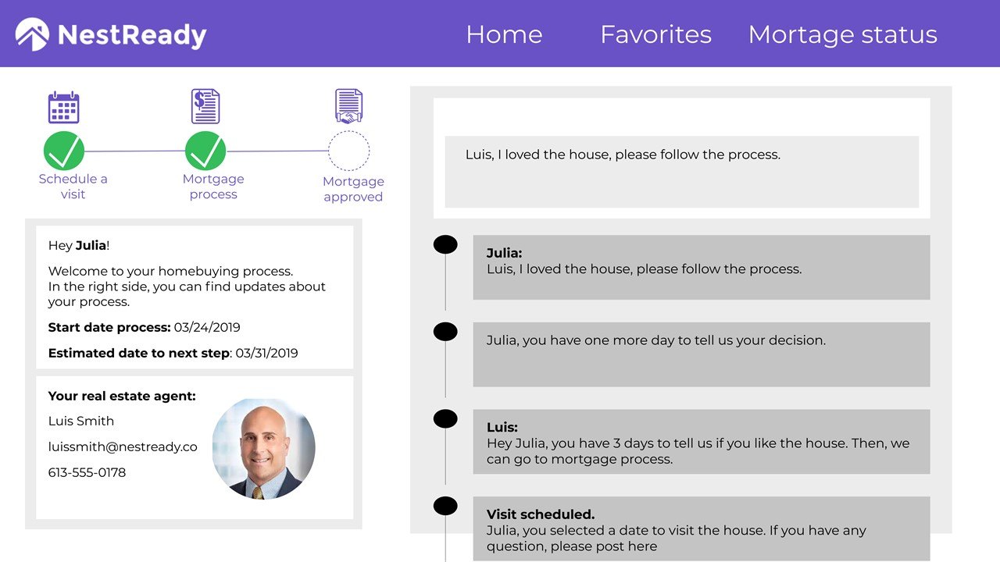 NestReady
Home
Favorites
Mortage status
Schedule a
visit
Mortgage
process
Mortgage
approved
Hey Julia!
Welcome to your homebuying process.
In the right side, you can find updates about
your process.
Start date process: 03/24/2019
Estimated date to next step: 03/31/2019
Your real estate agent:
Luis Smith
luissmith@nestready.co
613-555-0178
Luis, I loved the house, please follow the process.
Julia:
Luis, I loved the house, please follow the process.
Julia, you have one more day to tell us your decision.
Luis:
Hey Julia, you have 3 days to tell us if you like the house. Then, we
can go to mortgage process.
Visit scheduled.
Julia, you selected a date to visit the house. If you have any
question, please post here